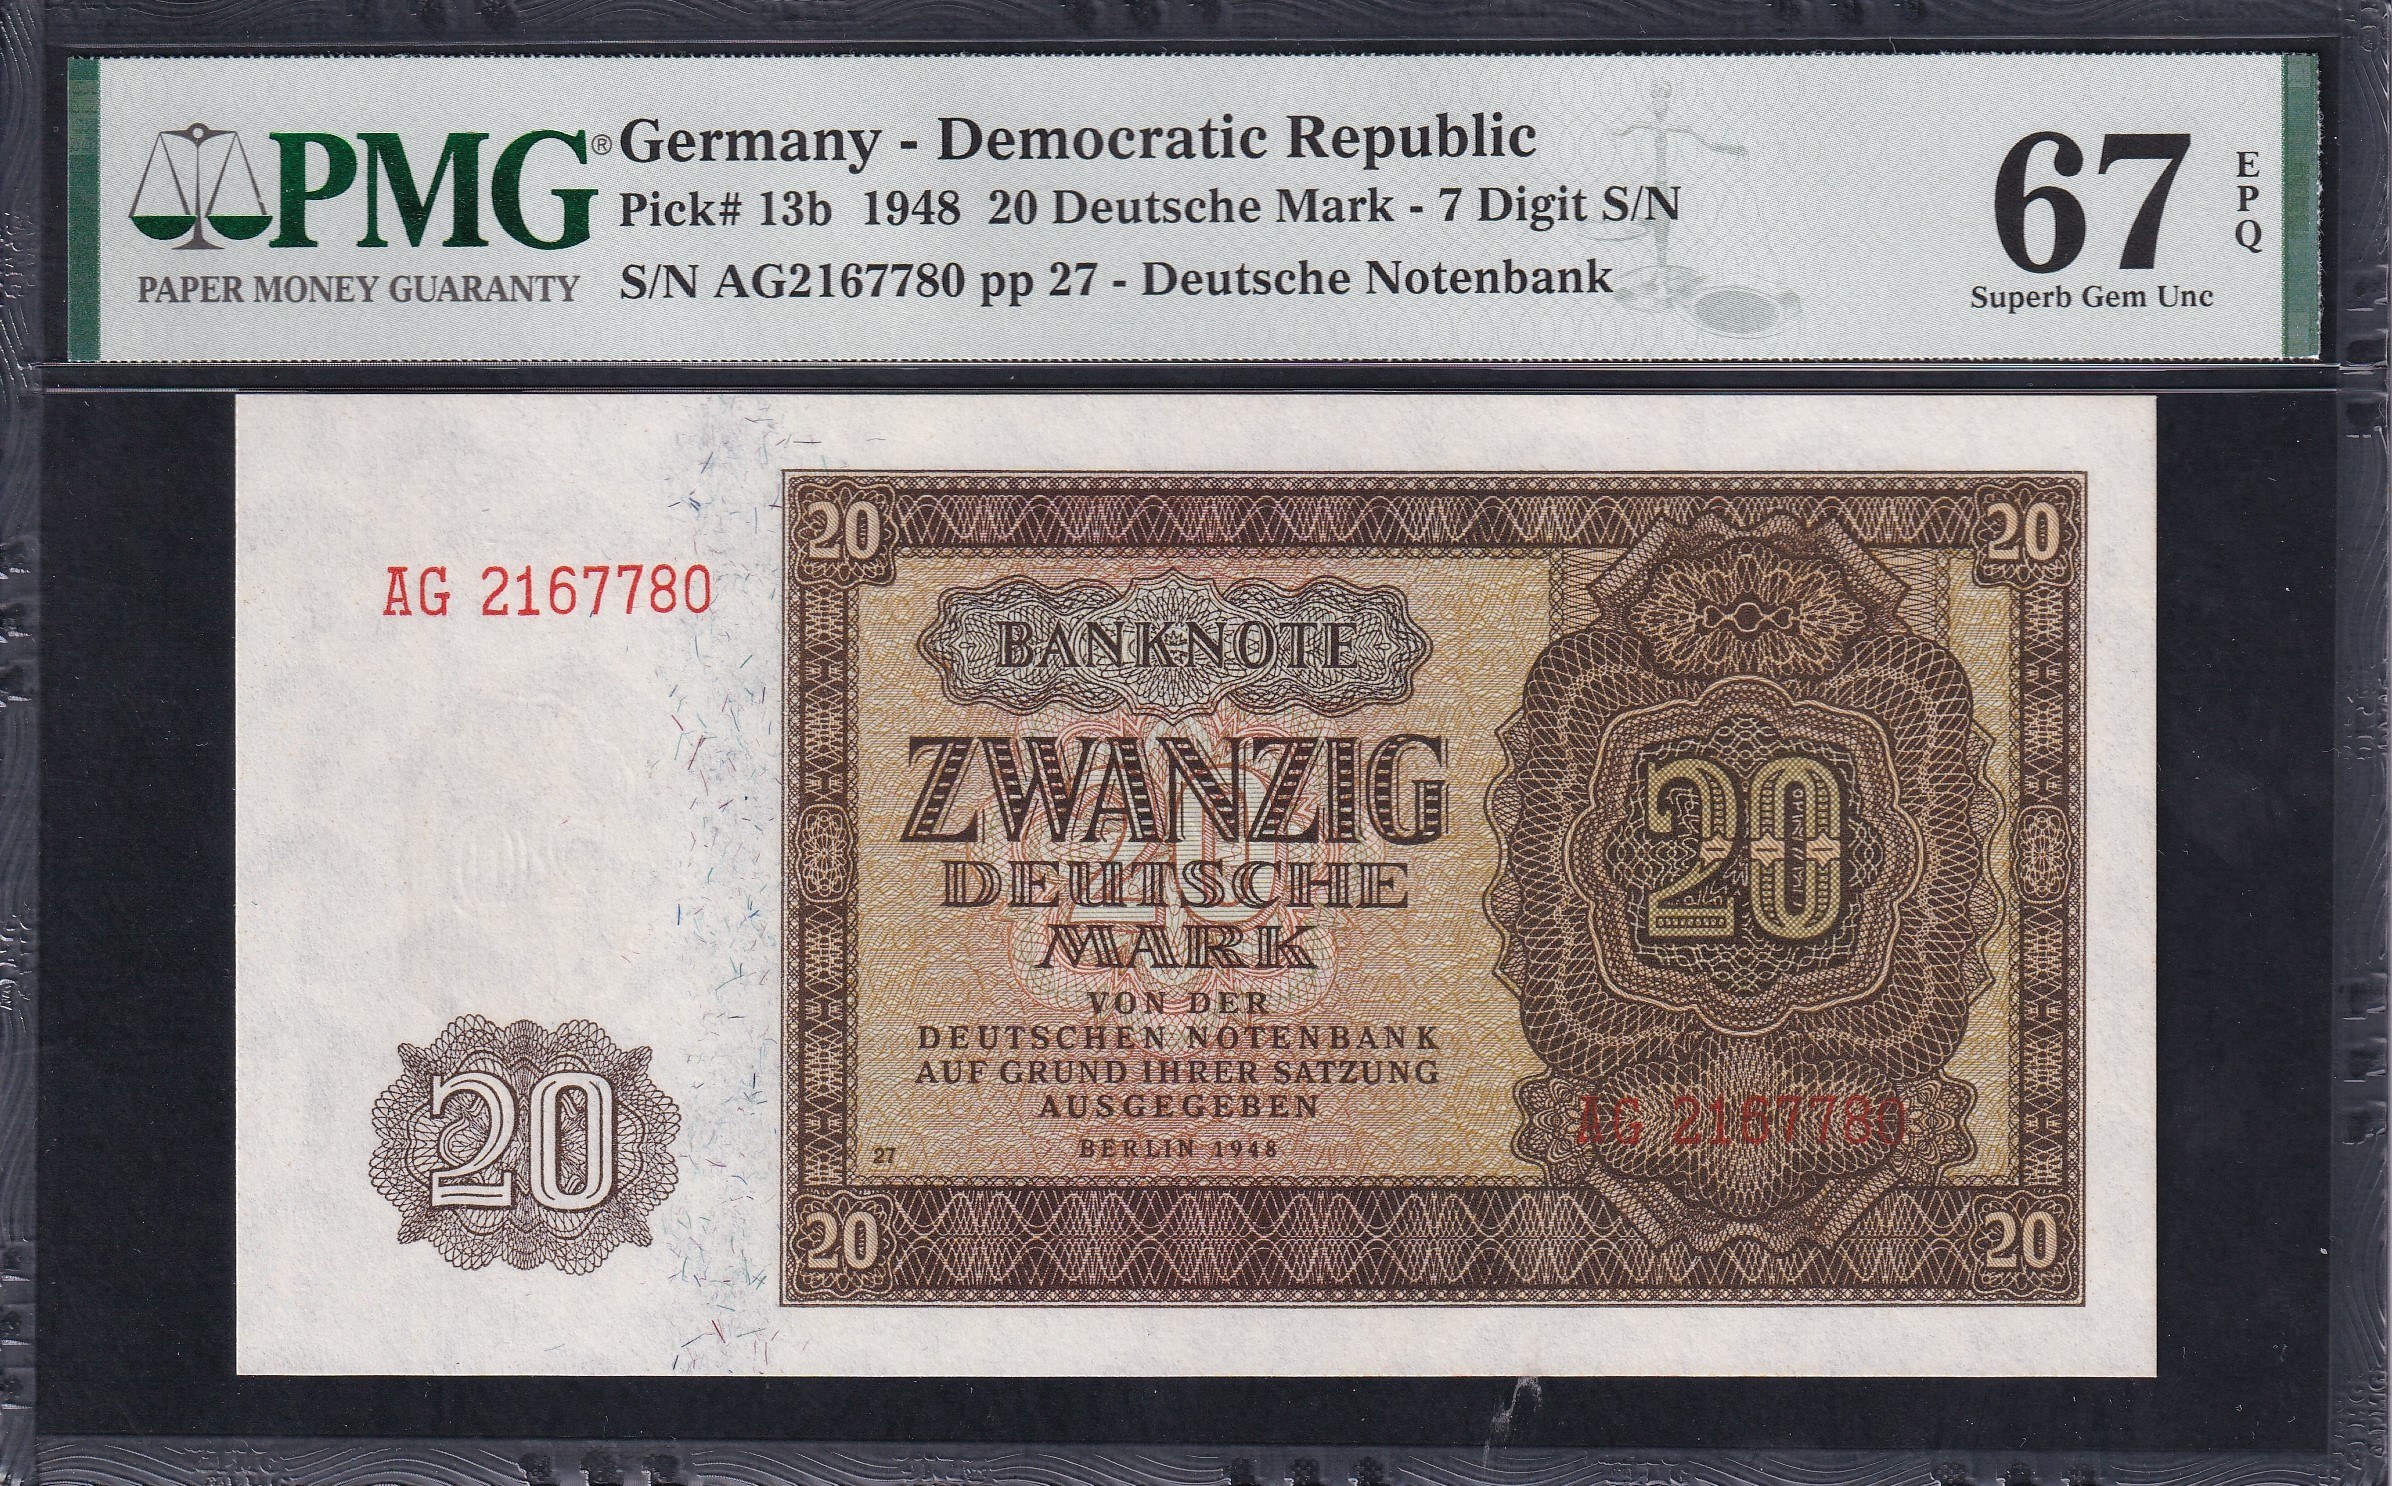 PMG®
PAPER MONEY GUARANTY
Germany - Democratic Republic
Pick# 13b 1948 20 Deutsche Mark - 7 Digit S/N
S/N AG2167780 pp 27 - Deutsche Notenbank
67
EPQ
Superb Gem Unc
20
20
AG 2167780
BANKNOTE
ZWANZIG
DEUTSCHE
MARK
20
20
VON DER
DEUTSCHEN NOTENBANK
AUF GRUND IHRER SATZUNG
AUSGEGEBEN
BERLIN 1948
27
AG 2167780
20
20
20